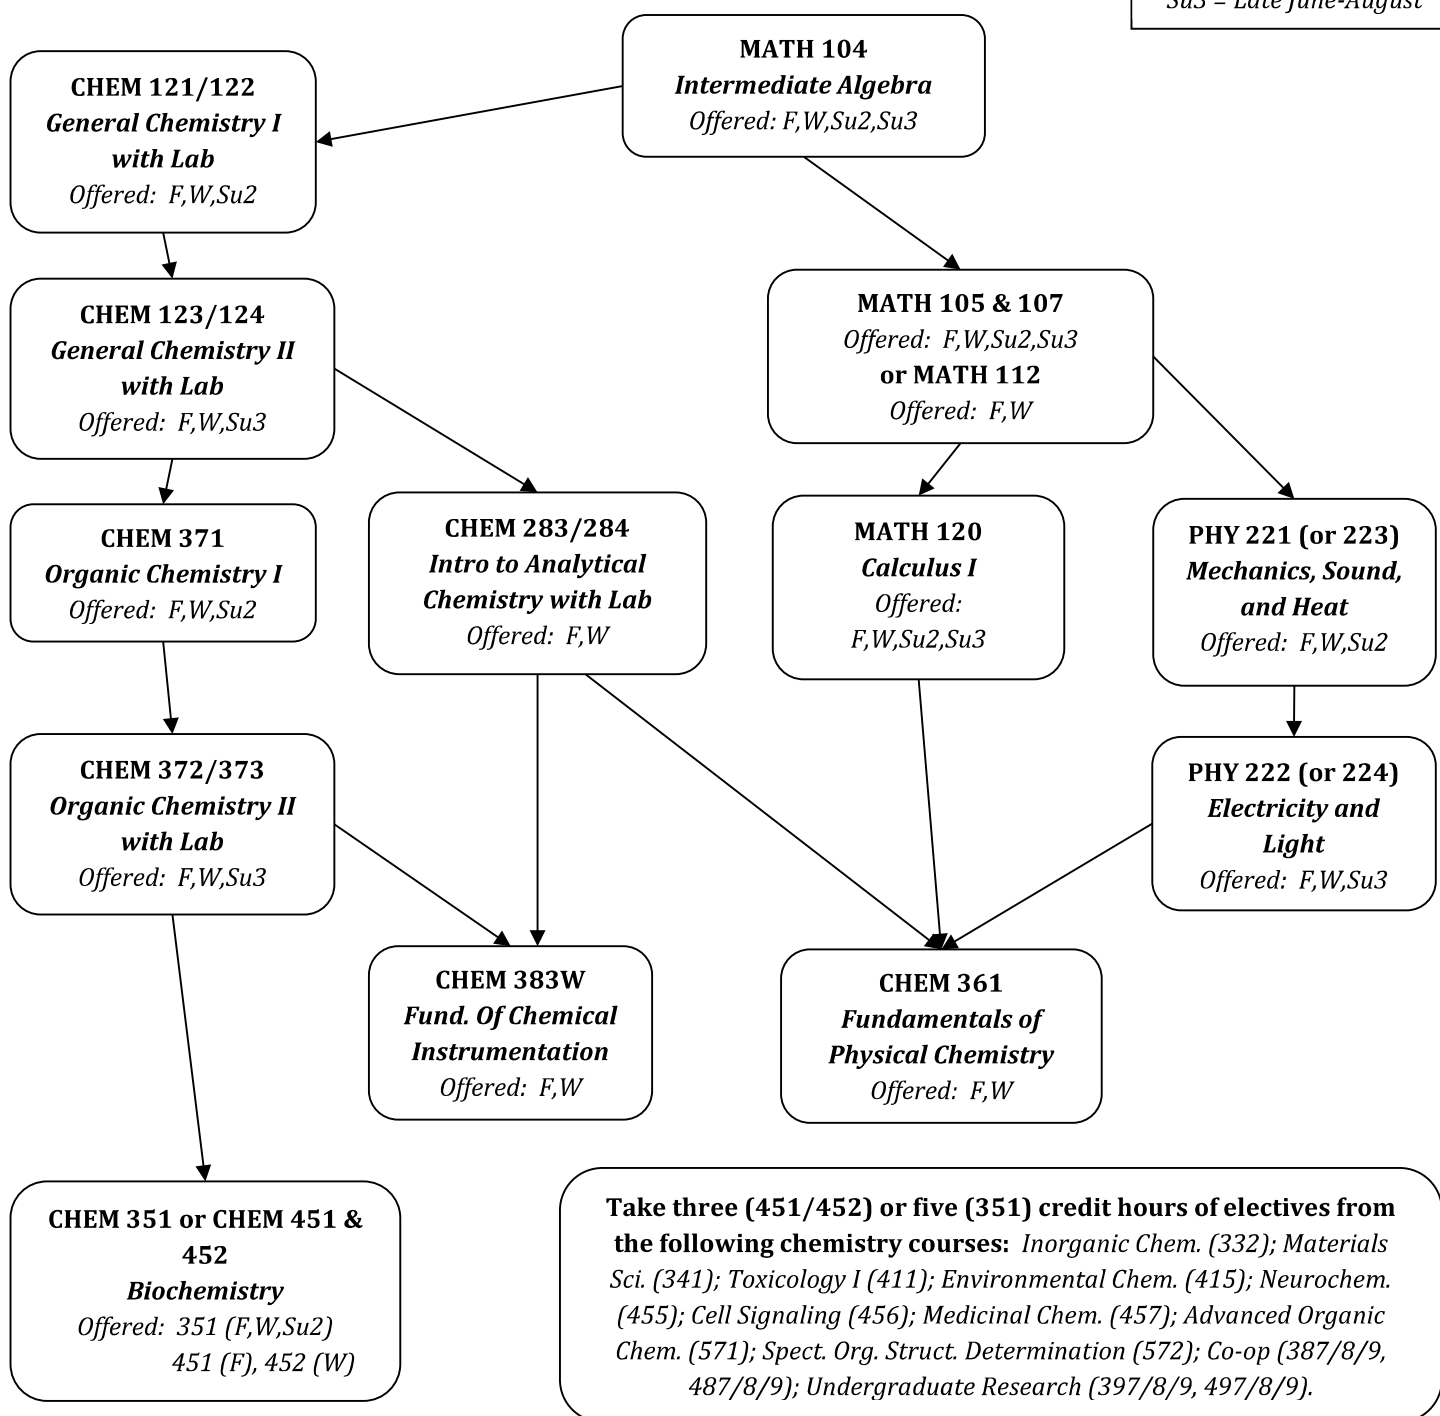 Su3 = Late June-August
MATH 104
Intermediate Algebra
Offered: F,W,Su2,Su3
CHEM 121/122
General Chemistry I
with Lab
Offered: F,W,Su2
CHEM 123/124
General Chemistry II
with Lab
Offered: F,W,Su3
MATH 105 & 107
Offered: F,W,Su2,Su3
or MATH 112
Offered: F,W
CHEM 371
Organic Chemistry I
Offered: F,W,Su2
CHEM 283/284
Intro to Analytical
Chemistry with Lab
Offered: F,W
MATH 120
Calculus I
Offered:
F,W,Su2,Su3
PHY 221 (or 223)
Mechanics, Sound,
and Heat
Offered: F,W,Su2
CHEM 372/373
Organic Chemistry II
with Lab
Offered: F,W,Su3
PHY 222 (or 224)
Electricity and
Light
Offered: F,W,Su3
CHEM 383W
Fund. Of Chemical
Instrumentation
Offered: F,W
CHEM 361
Fundamentals of
Physical Chemistry
Offered: F,W
CHEM 351 or CHEM 451 &
452
Biochemistry
Offered: 351 (F,W,Su2)
451 (F), 452 (W)
Take three (451/452) or five (351) credit hours of electives from
the following chemistry courses: Inorganic Chem. (332); Materials
Sci. (341); Toxicology I (411); Environmental Chem. (415); Neurochem.
(455); Cell Signaling (456); Medicinal Chem. (457); Advanced Organic
Chem. (571); Spect. Org. Struct. Determination (572); Co-op (387/8/9,
487/8/9); Undergraduate Research (397/8/9, 497/8/9).